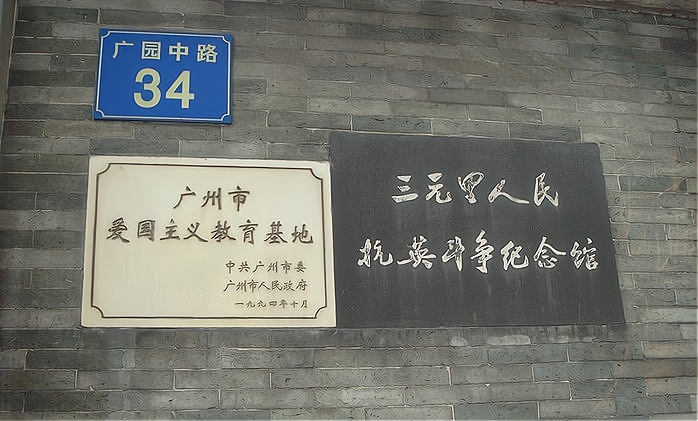 广园中路
34
广州市
爱国主义教育基地
中共广州市委
广州市人民政府
一九九四年十月
三元里人民
抗英斗争纪念馆